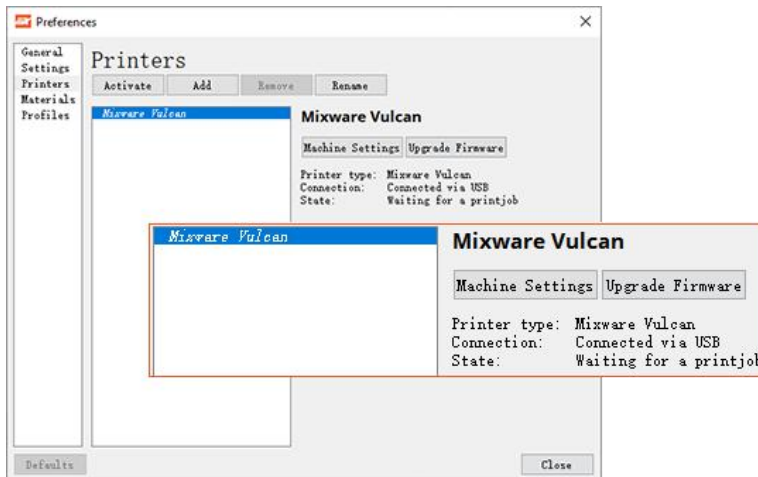 Preferences
General
Settings
Printers
Materials
Profiles
Printers
Activate Add Remove Rename
Mixware Vulcan
Mixware Vulcan
Machine Settings Upgrade Firmware
Printer type: Mixware Vulcan
Connection: Connected via USB
State: Waiting for a printjob
Mixware Vulcan
Mixware Vulcan
Machine Settings Upgrade Firmware
Printer type: Mixware Vulcan
Connection: Connected via USB
State: Waiting for a printjob
Defaults Close